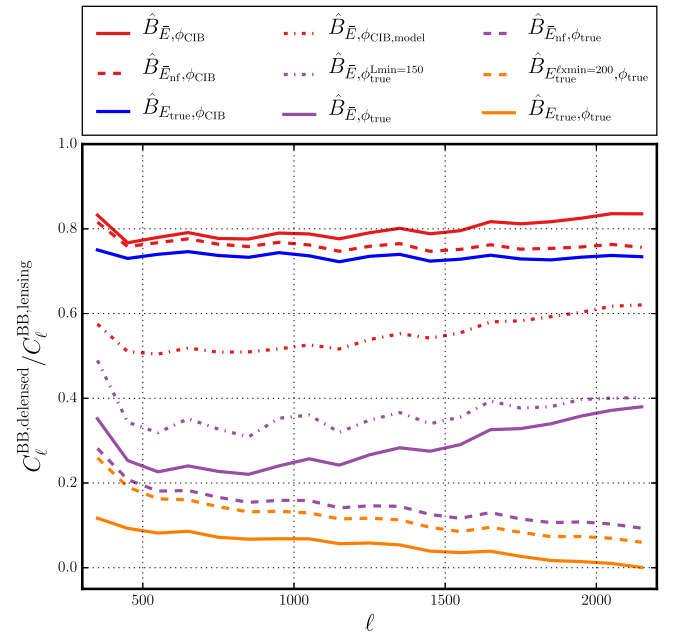 B̂_{Ē,ϕ_CIB} B̂_{Ē,ϕ_CIB,model} B̂_{Ē_nf,ϕ_true}
B̂_{Ē_nf,ϕ_CIB} B̂_{Ē,ϕ_true^{Lmin=150}} B̂_{E_true^{ℓxmin=200},ϕ_true}
B̂_{E_true,ϕ_CIB} B̂_{Ē,ϕ_true} B̂_{E_true,ϕ_true}
C_ℓ^{BB,delensed}/C_ℓ^{BB,lensing}
1.0
0.8
0.6
0.4
0.2
0.0
500 1000 1500 2000
ℓ